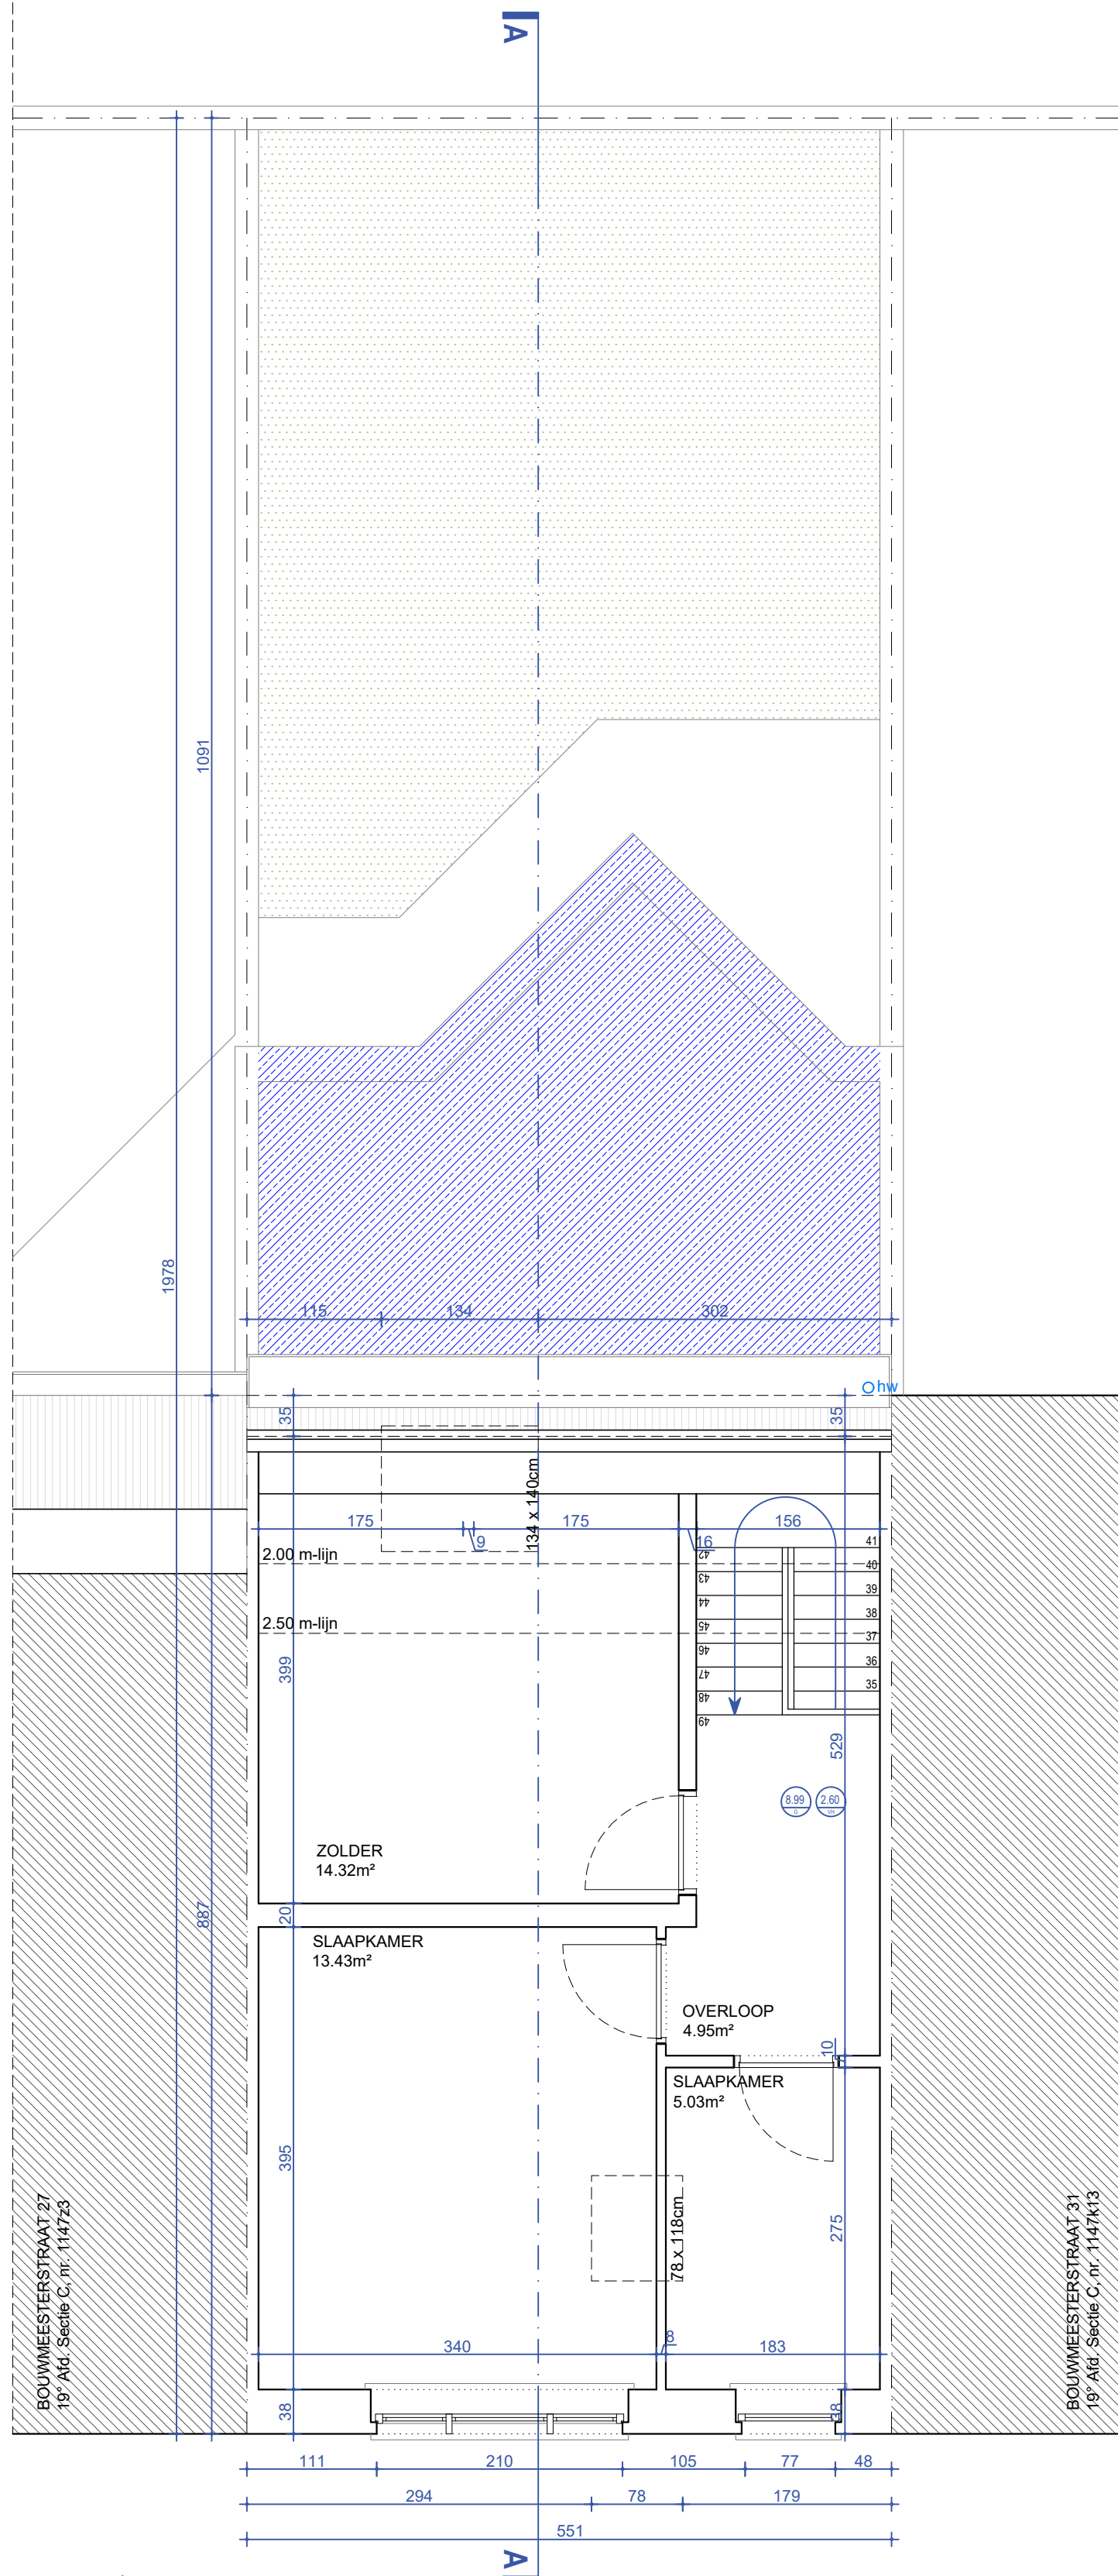 A
1091
1978
115
134
302
hw
35
35
134 x 140cm
175
9
175
16
156
2.00 m-lijn
2.50 m-lijn
41
40
39
38
37
36
35
42
43
44
45
46
47
48
49
399
529
8.99
G
2.60
VH
ZOLDER
14.32m²
887
20
SLAAPKAMER
13.43m²
OVERLOOP
4.95m²
10
SLAAPKAMER
5.03m²
395
275
78 x 118cm
BOUWMEESTERSTRAAT 27
19° Afd. Sectie C, nr. 1147z3
BOUWMEESTERSTRAAT 31
19° Afd. Sectie C, nr. 1147k13
340
8
183
38
38
111
210
105
77
48
294
78
179
551
A